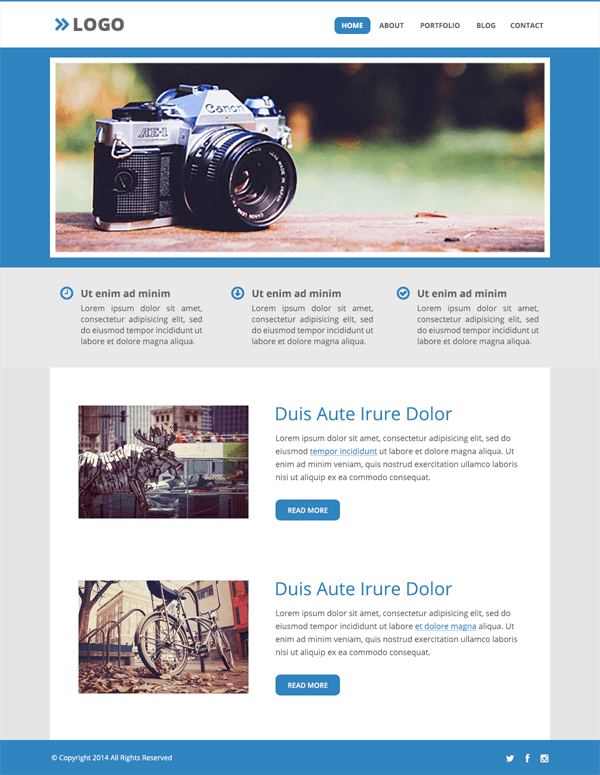 LOGO
HOME ABOUT PORTFOLIO BLOG CONTACT
Canon
AE-1
CANON
Ut enim ad minim
Lorem ipsum dolor sit amet,
consectetur adipisicing elit, sed
do eiusmod tempor incididunt ut
labore et dolore magna aliqua.
Ut enim ad minim
Lorem ipsum dolor sit amet,
consectetur adipisicing elit, sed
do eiusmod tempor incididunt ut
labore et dolore magna aliqua.
Ut enim ad minim
Lorem ipsum dolor sit amet,
consectetur adipisicing elit, sed
do eiusmod tempor incididunt ut
labore et dolore magna aliqua.
Duis Aute Irure Dolor
Lorem ipsum dolor sit amet, consectetur adipisicing elit, sed do
eiusmod tempor incididunt ut labore et dolore magna aliqua. Ut
enim ad minim veniam, quis nostrud exercitation ullamco laboris
nisi ut aliquip ex ea commodo consequat.
READ MORE
Duis Aute Irure Dolor
Lorem ipsum dolor sit amet, consectetur adipisicing elit, sed do
eiusmod tempor incididunt ut labore et dolore magna aliqua. Ut
enim ad minim veniam, quis nostrud exercitation ullamco laboris
nisi ut aliquip ex ea commodo consequat.
READ MORE
© Copyright 2014 All Rights Reserved